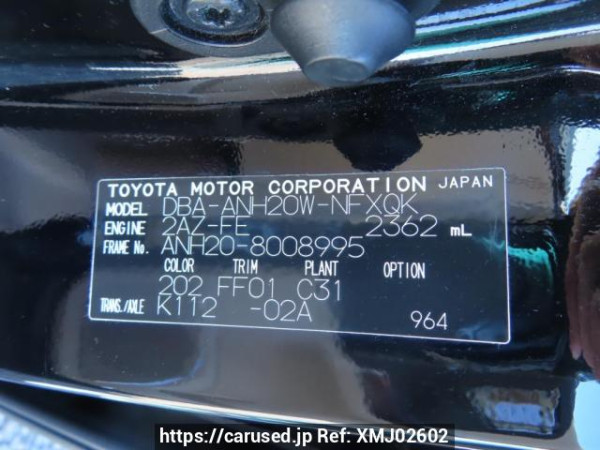 TOYOTA MOTOR CORPORATION JAPAN
MODEL DBA-ANH20W-NFXQK
ENGINE 2AZ-FE 2362 mL
FRAME No. ANH20-8008995
COLOR TRIM PLANT OPTION
202 FF01 C31
TRANS./AXLE K112 -02A 964
https://carused.jp Ref: XMJ02602